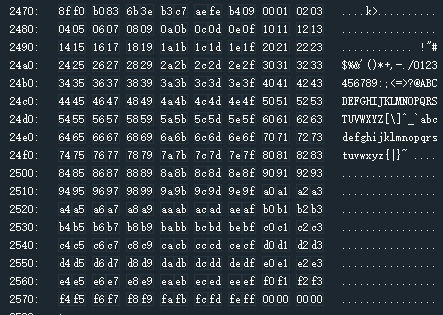 2470: 8ff0 b083 6b3e b3c7 aefe b409 0001 0203 ....k>..........
2480: 0405 0607 0809 0a0b 0c0d 0e0f 1011 1213 ................
2490: 1415 1617 1819 1a1b 1c1d 1e1f 2021 2223 ............ !"#
24a0: 2425 2627 2829 2a2b 2c2d 2e2f 3031 3233 $%&'()*+,-./0123
24b0: 3435 3637 3839 3a3b 3c3d 3e3f 4041 4243 456789:;<=>?@ABC
24c0: 4445 4647 4849 4a4b 4c4d 4e4f 5051 5253 DEFGHIJKLMNOPQRS
24d0: 5455 5657 5859 5a5b 5c5d 5e5f 6061 6263 TUVWXYZ[\]^_`abc
24e0: 6465 6667 6869 6a6b 6c6d 6e6f 7071 7273 defghijklmnopqrs
24f0: 7475 7677 7879 7a7b 7c7d 7e7f 8081 8283 tuvwxyz{|}~.....
2500: 8485 8687 8889 8a8b 8c8d 8e8f 9091 9293 ................
2510: 9495 9697 9899 9a9b 9c9d 9e9f a0a1 a2a3 ................
2520: a4a5 a6a7 a8a9 aaab acad aeaf b0b1 b2b3 ................
2530: b4b5 b6b7 b8b9 babb bcbd bebf c0c1 c2c3 ................
2540: c4c5 c6c7 c8c9 cacb cccd cecf d0d1 d2d3 ................
2550: d4d5 d6d7 d8d9 dadb dcdd dedf e0e1 e2e3 ................
2560: e4e5 e6e7 e8e9 eaeb eced eeef f0f1 f2f3 ................
2570: f4f5 f6f7 f8f9 fafb fcfd feff 0000 0000 ................